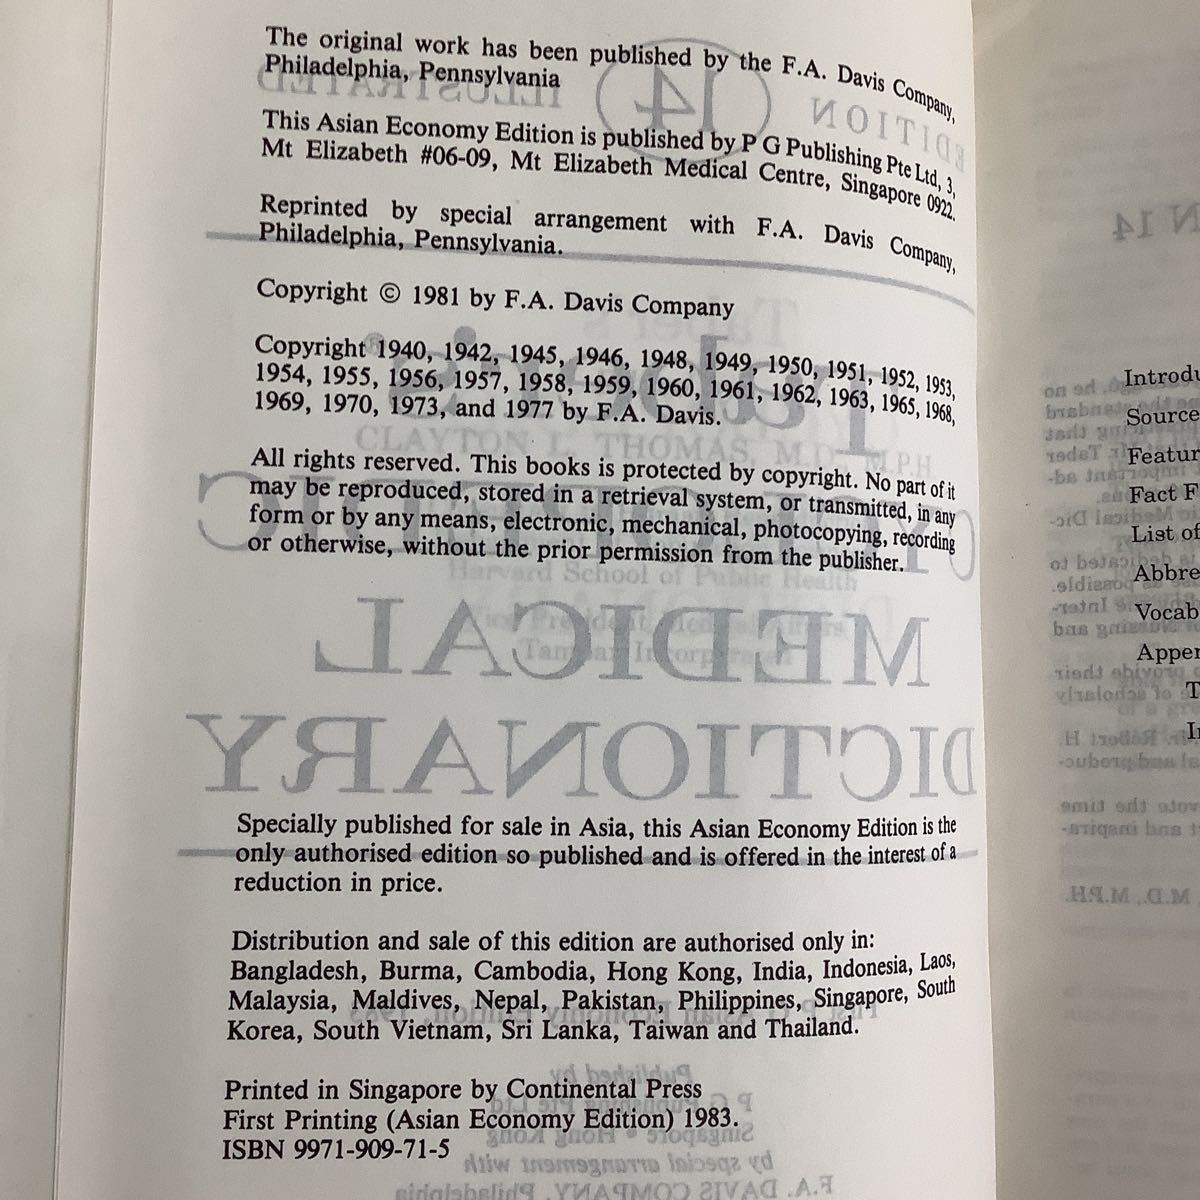 The original work has been published by the F.A. Davis Company,
Philadelphia, Pennsylvania
This Asian Economy Edition is published by P G Publishing Pte Ltd, 3,
Mt Elizabeth #06-09, Mt Elizabeth Medical Centre, Singapore 0922.
Reprinted by special arrangement with F.A. Davis Company,
Philadelphia, Pennsylvania.
Copyright © 1981 by F.A. Davis Company
Copyright 1940, 1942, 1945, 1946, 1948, 1949, 1950, 1951, 1952, 1953,
1954, 1955, 1956, 1957, 1958, 1959, 1960, 1961, 1962, 1963, 1965, 1968,
1969, 1970, 1973, and 1977 by F.A. Davis.
All rights reserved. This books is protected by copyright. No part of it
may be reproduced, stored in a retrieval system, or transmitted, in any
form or by any means, electronic, mechanical, photocopying, recording
or otherwise, without the prior permission from the publisher.
MEDICAL
DICTIONARY
Specially published for sale in Asia, this Asian Economy Edition is the
only authorised edition so published and is offered in the interest of a
reduction in price.
Distribution and sale of this edition are authorised only in:
Bangladesh, Burma, Cambodia, Hong Kong, India, Indonesia, Laos,
Malaysia, Maldives, Nepal, Pakistan, Philippines, Singapore, South
Korea, South Vietnam, Sri Lanka, Taiwan and Thailand.
Printed in Singapore by Continental Press
First Printing (Asian Economy Edition) 1983.
ISBN 9971-909-71-5
Introdu
Source
Featur
Fact F
List of
Abbre
Vocab
Apper
T
In